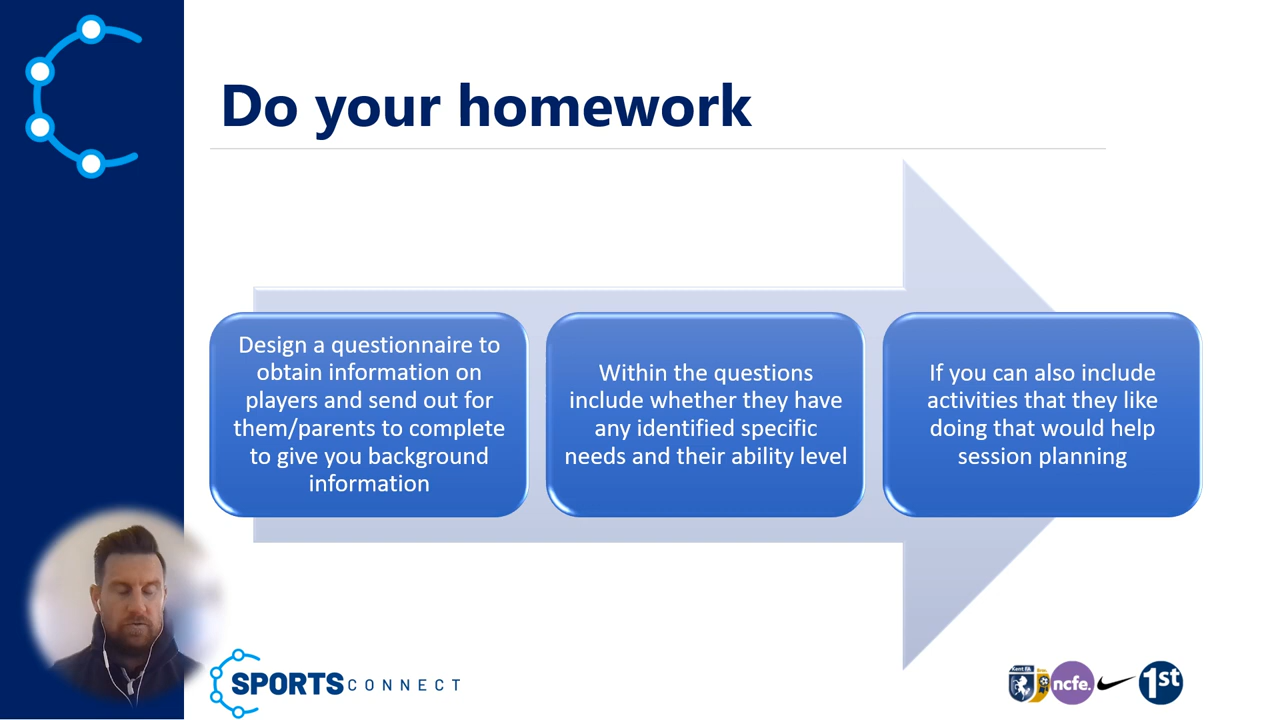 Do your homework
Design a questionnaire to
obtain information on
players and send out for
them/parents to complete
to give you background
information
Within the questions
include whether they have
any identified specific
needs and their ability level
If you can also include
activities that they like
doing that would help
session planning
SPORTS CONNECT
Kent FA
ncfe.
1st